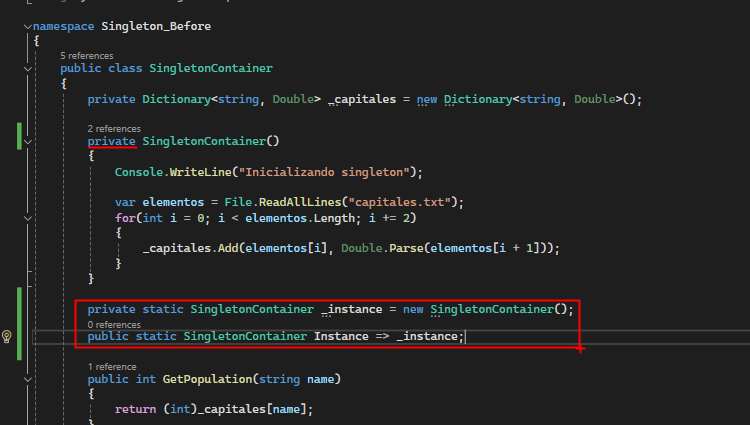 namespace Singleton_Before
{
5 references
public class SingletonContainer
{
private Dictionary<string, Double> _capitales = new Dictionary<string, Double>();
2 references
private SingletonContainer()
{
Console.WriteLine("Inicializando singleton");
var elementos = File.ReadAllLines("capitales.txt");
for(int i = 0; i < elementos.Length; i += 2)
{
_capitales.Add(elementos[i], Double.Parse(elementos[i + 1]));
}
}
private static SingletonContainer _instance = new SingletonContainer();
0 references
public static SingletonContainer Instance => _instance;
1 reference
public int GetPopulation(string name)
{
return (int)_capitales[name];
}